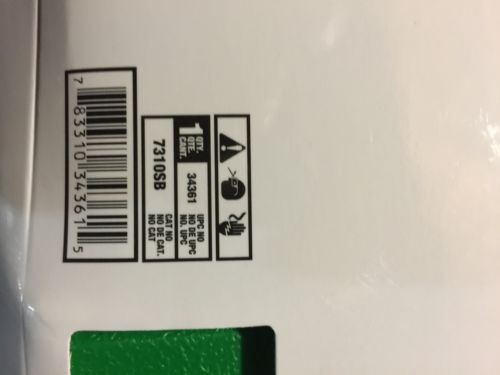 1 QTY.
QTE.
CANT.
34361
UPC NO
NO DE UPC
NO. UPC
7310SB
CAT NO
NO DE CAT.
NO CAT
7 83310 34361 5